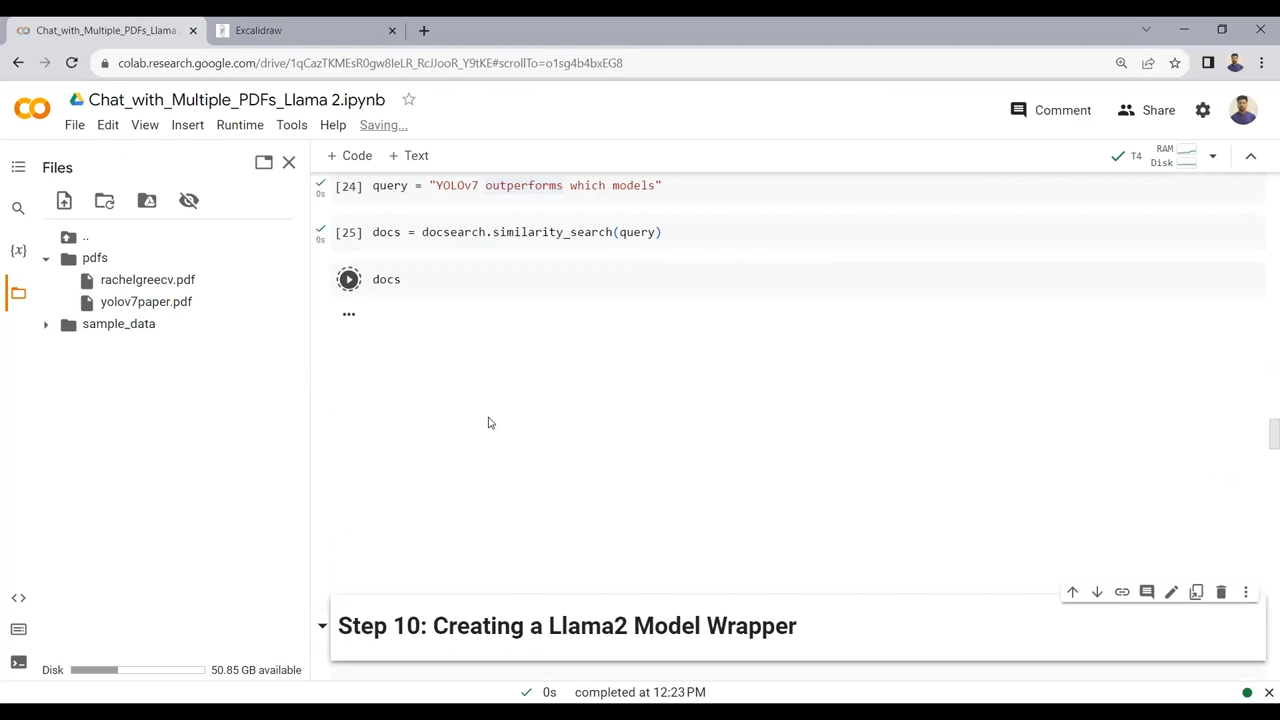 Chat_with_Multiple_PDFs_Llama
Excalidraw
colab.research.google.com/drive/1qCazTKMEsR0gw8IeLR_RcJJooR_Y9tKE#scrollTo=o1sg4b4bxEG8
Chat_with_Multiple_PDFs_Llama 2.ipynb
Comment
Share
File Edit View Insert Runtime Tools Help Saving...
Files
+ Code + Text
T4
RAM
Disk
{x}
..
pdfs
rachelgreecv.pdf
yolov7paper.pdf
sample_data
0s
[24] query = "YOLOv7 outperforms which models"
0s
[25] docs = docsearch.similarity_search(query)
docs
Step 10: Creating a Llama2 Model Wrapper
Disk 50.85 GB available
0s completed at 12:23 PM